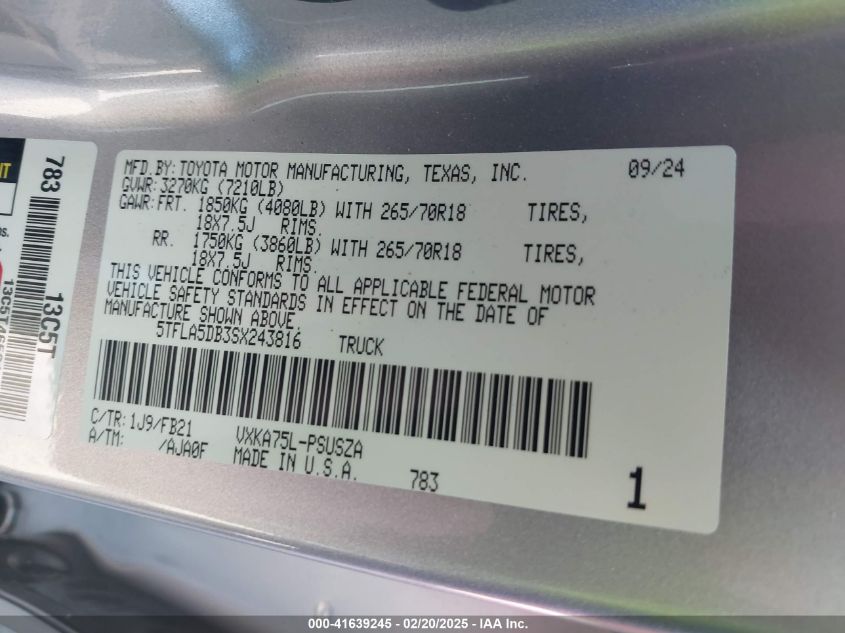 MFD.BY: TOYOTA MOTOR MANUFACTURING, TEXAS, INC. 09/24
GVWR: 3270KG (7210LB)
GAWR: FRT. 1850KG (4080LB) WITH 265/70R18 TIRES,
18X7.5J RIMS.
RR. 1750KG (3860LB) WITH 265/70R18 TIRES,
18X7.5J RIMS.
THIS VEHICLE CONFORMS TO ALL APPLICABLE FEDERAL MOTOR
VEHICLE SAFETY STANDARDS IN EFFECT ON THE DATE OF
MANUFACTURE SHOWN ABOVE.
5TFLA5DB3SX243816 TRUCK
C/TR: 1J9/FB21 VXKA75L-PSUSZA
A/TM: /AJA0F MADE IN U.S.A. 783
1
783
13C5T
000-41639245 - 02/20/2025 - IAA Inc.